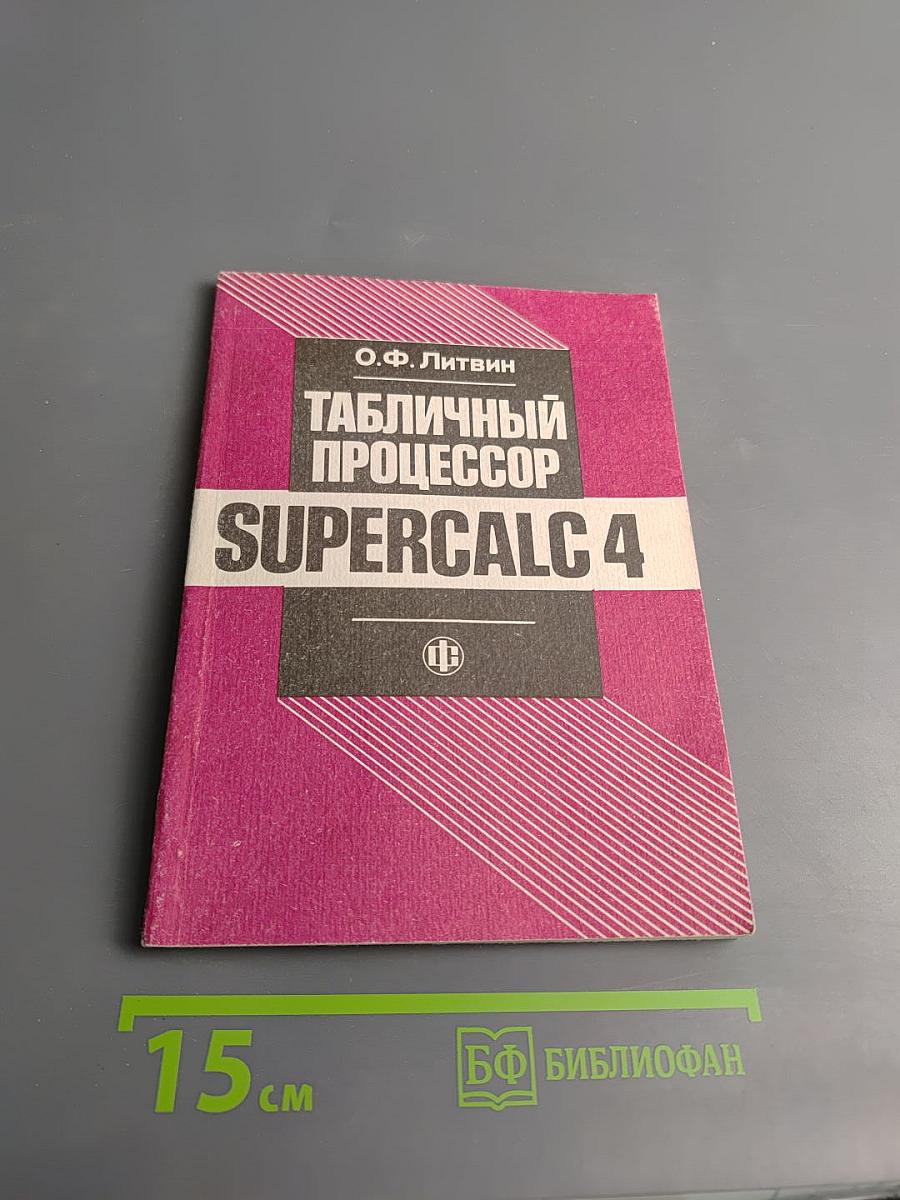 О.Ф. Литвин
ТАБЛИЧНЫЙ
ПРОЦЕССОР
SUPERCALC 4
15 см
БФ БИБЛИОФАН